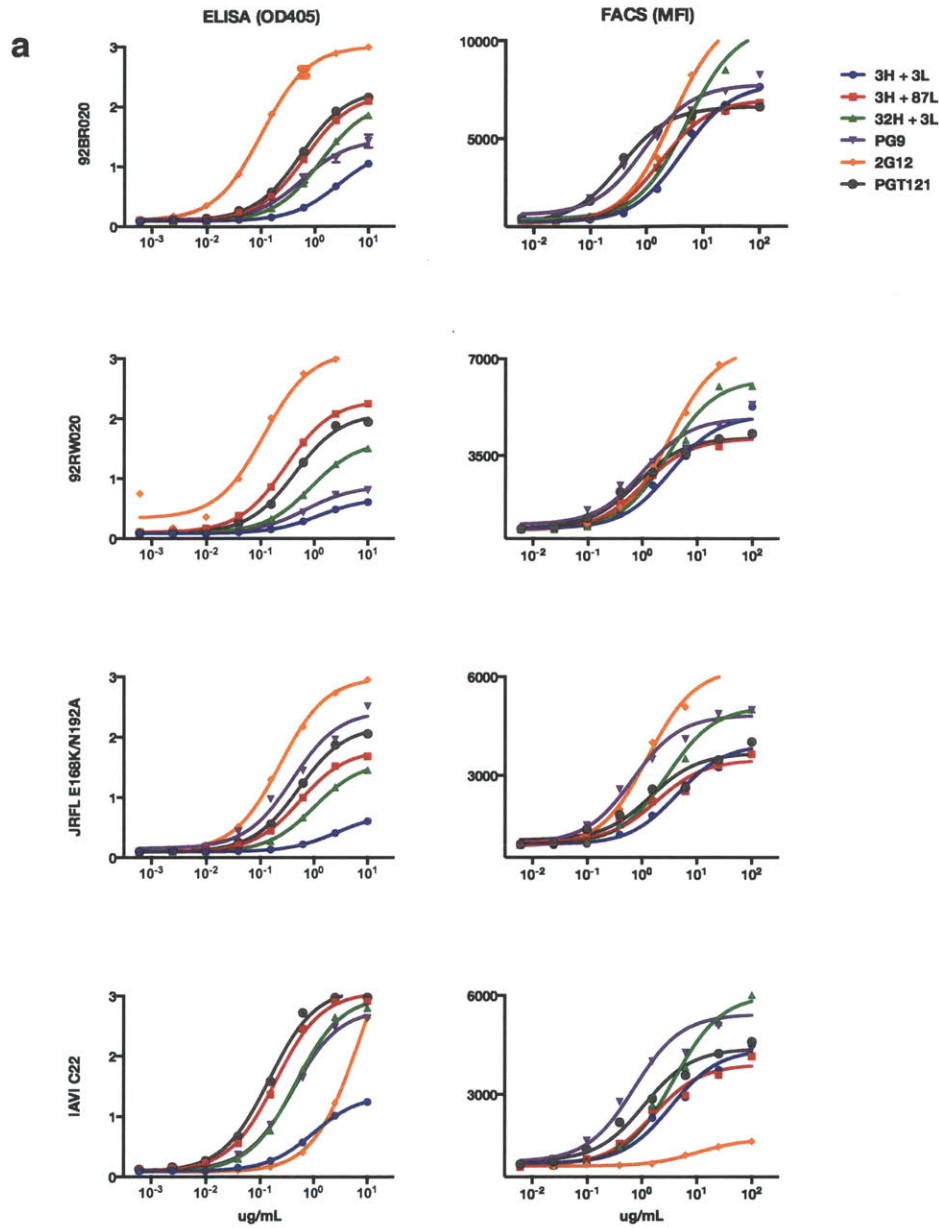 ELISA (OD405)
FACS (MFI)
a
92BR020
3
2
1
0
10-3 10-2 10-1 100 101
10000
5000
10-2 10-1 100 101 102
3H + 3L
3H + 87L
32H + 3L
PG9
2G12
PGT121
92RW020
3
2
1
0
10-3 10-2 10-1 100 101
7000
3500
10-2 10-1 100 101 102
JRFL E168K/N192A
3
2
1
0
10-3 10-2 10-1 100 101
6000
3000
10-2 10-1 100 101 102
IAVI C22
3
2
1
0
10-3 10-2 10-1 100 101
ug/mL
6000
3000
10-2 10-1 100 101 102
ug/mL